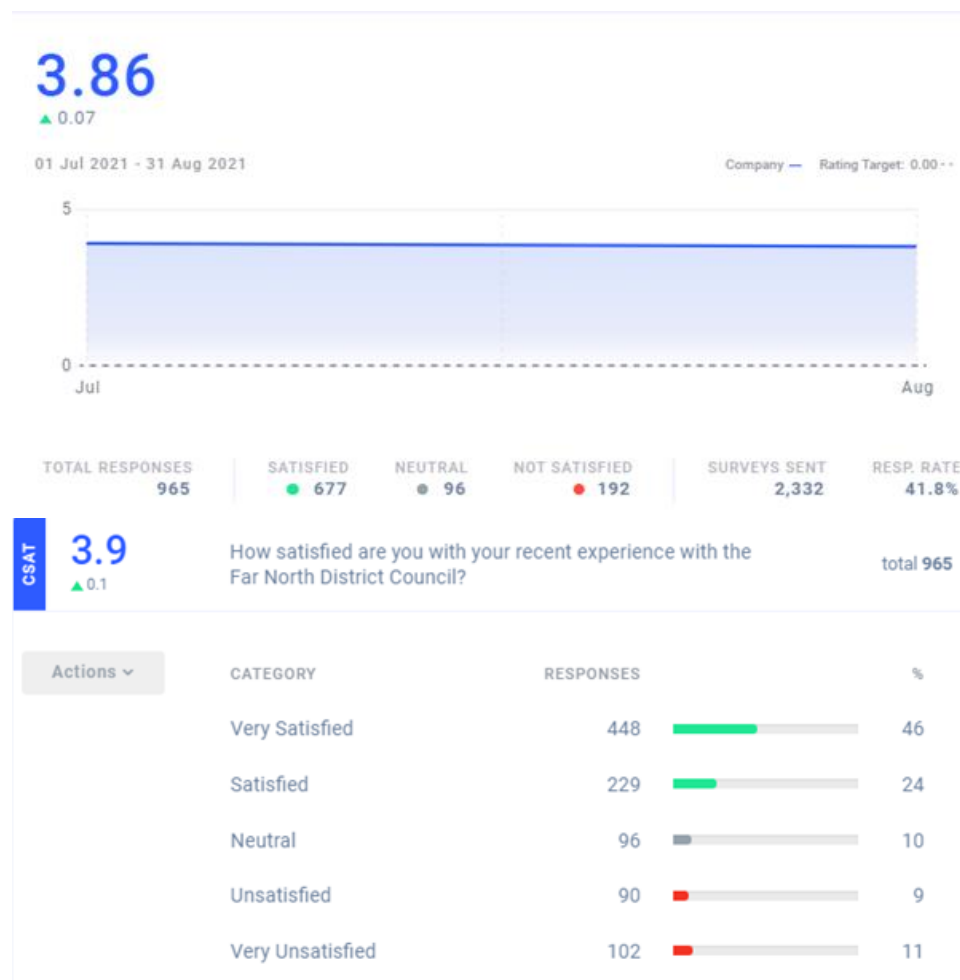 3.86
▲ 0.07
01 Jul 2021 - 31 Aug 2021 Company — Rating Target: 0.00 - -
5
0
Jul Aug
TOTAL RESPONSES SATISFIED NEUTRAL NOT SATISFIED SURVEYS SENT RESP. RATE
965 677 96 192 2,332 41.8%
CSAT
3.9
▲ 0.1
How satisfied are you with your recent experience with the
Far North District Council?
total 965
Actions
CATEGORY RESPONSES %
Very Satisfied 448 46
Satisfied 229 24
Neutral 96 10
Unsatisfied 90 9
Very Unsatisfied 102 11